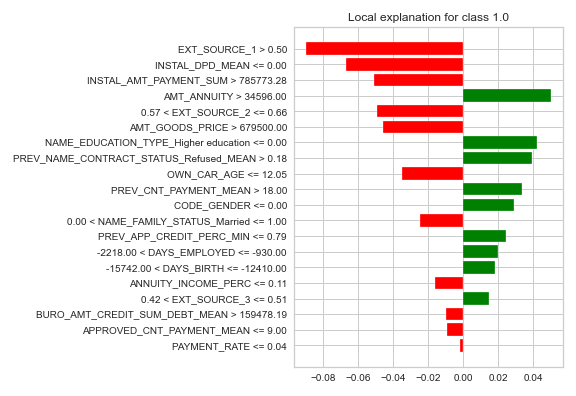 Local explanation for class 1.0
EXT_SOURCE_1 > 0.50
INSTAL_DPD_MEAN <= 0.00
INSTAL_AMT_PAYMENT_SUM > 785773.28
AMT_ANNUITY > 34596.00
0.57 < EXT_SOURCE_2 <= 0.66
AMT_GOODS_PRICE > 679500.00
NAME_EDUCATION_TYPE_Higher education <= 0.00
PREV_NAME_CONTRACT_STATUS_Refused_MEAN > 0.18
OWN_CAR_AGE <= 12.05
PREV_CNT_PAYMENT_MEAN > 18.00
CODE_GENDER <= 0.00
0.00 < NAME_FAMILY_STATUS_Married <= 1.00
PREV_APP_CREDIT_PERC_MIN <= 0.79
-2218.00 < DAYS_EMPLOYED <= -930.00
-15742.00 < DAYS_BIRTH <= -12410.00
ANNUITY_INCOME_PERC <= 0.11
0.42 < EXT_SOURCE_3 <= 0.51
BURO_AMT_CREDIT_SUM_DEBT_MEAN > 159478.19
APPROVED_CNT_PAYMENT_MEAN <= 9.00
PAYMENT_RATE <= 0.04
−0.08 −0.06 −0.04 −0.02 0.00 0.02 0.04